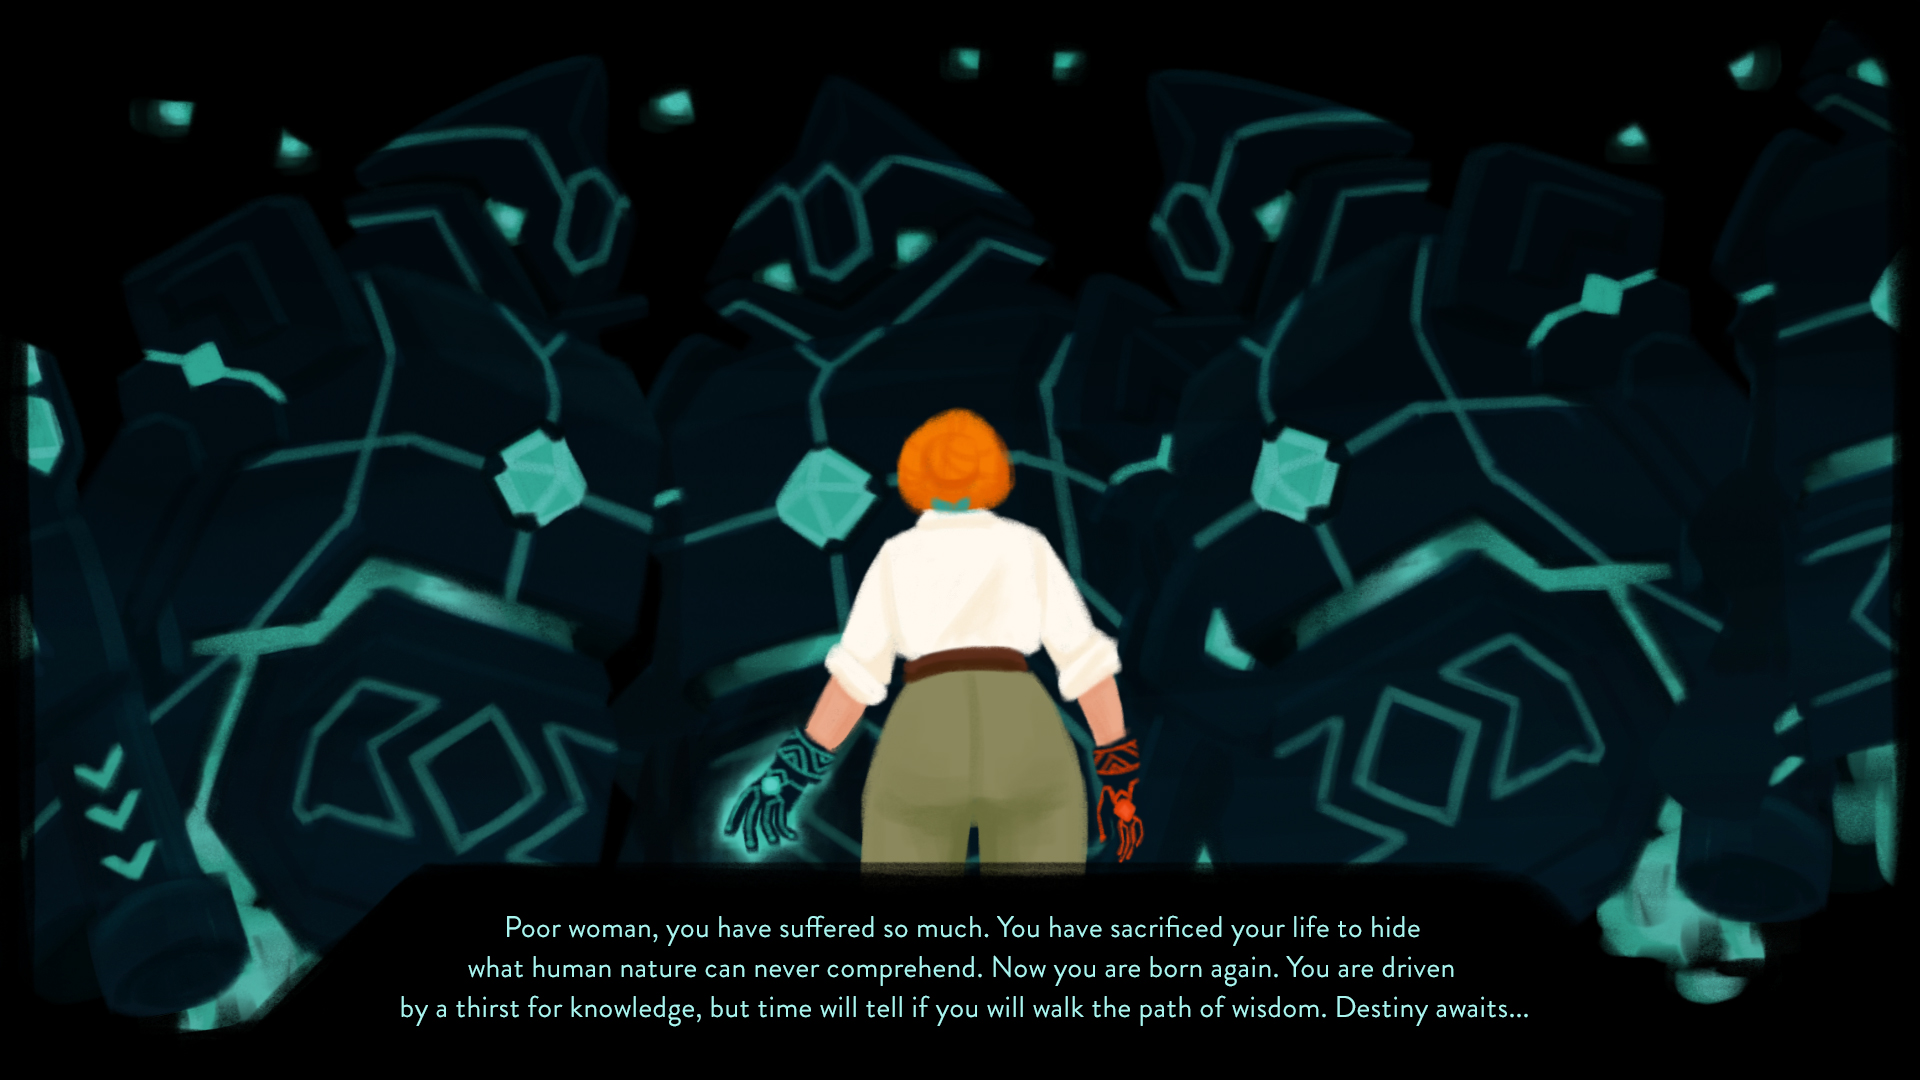 Poor woman, you have suffered so much. You have sacrificed your life to hide
what human nature can never comprehend. Now you are born again. You are driven
by a thirst for knowledge, but time will tell if you will walk the path of wisdom. Destiny awaits...